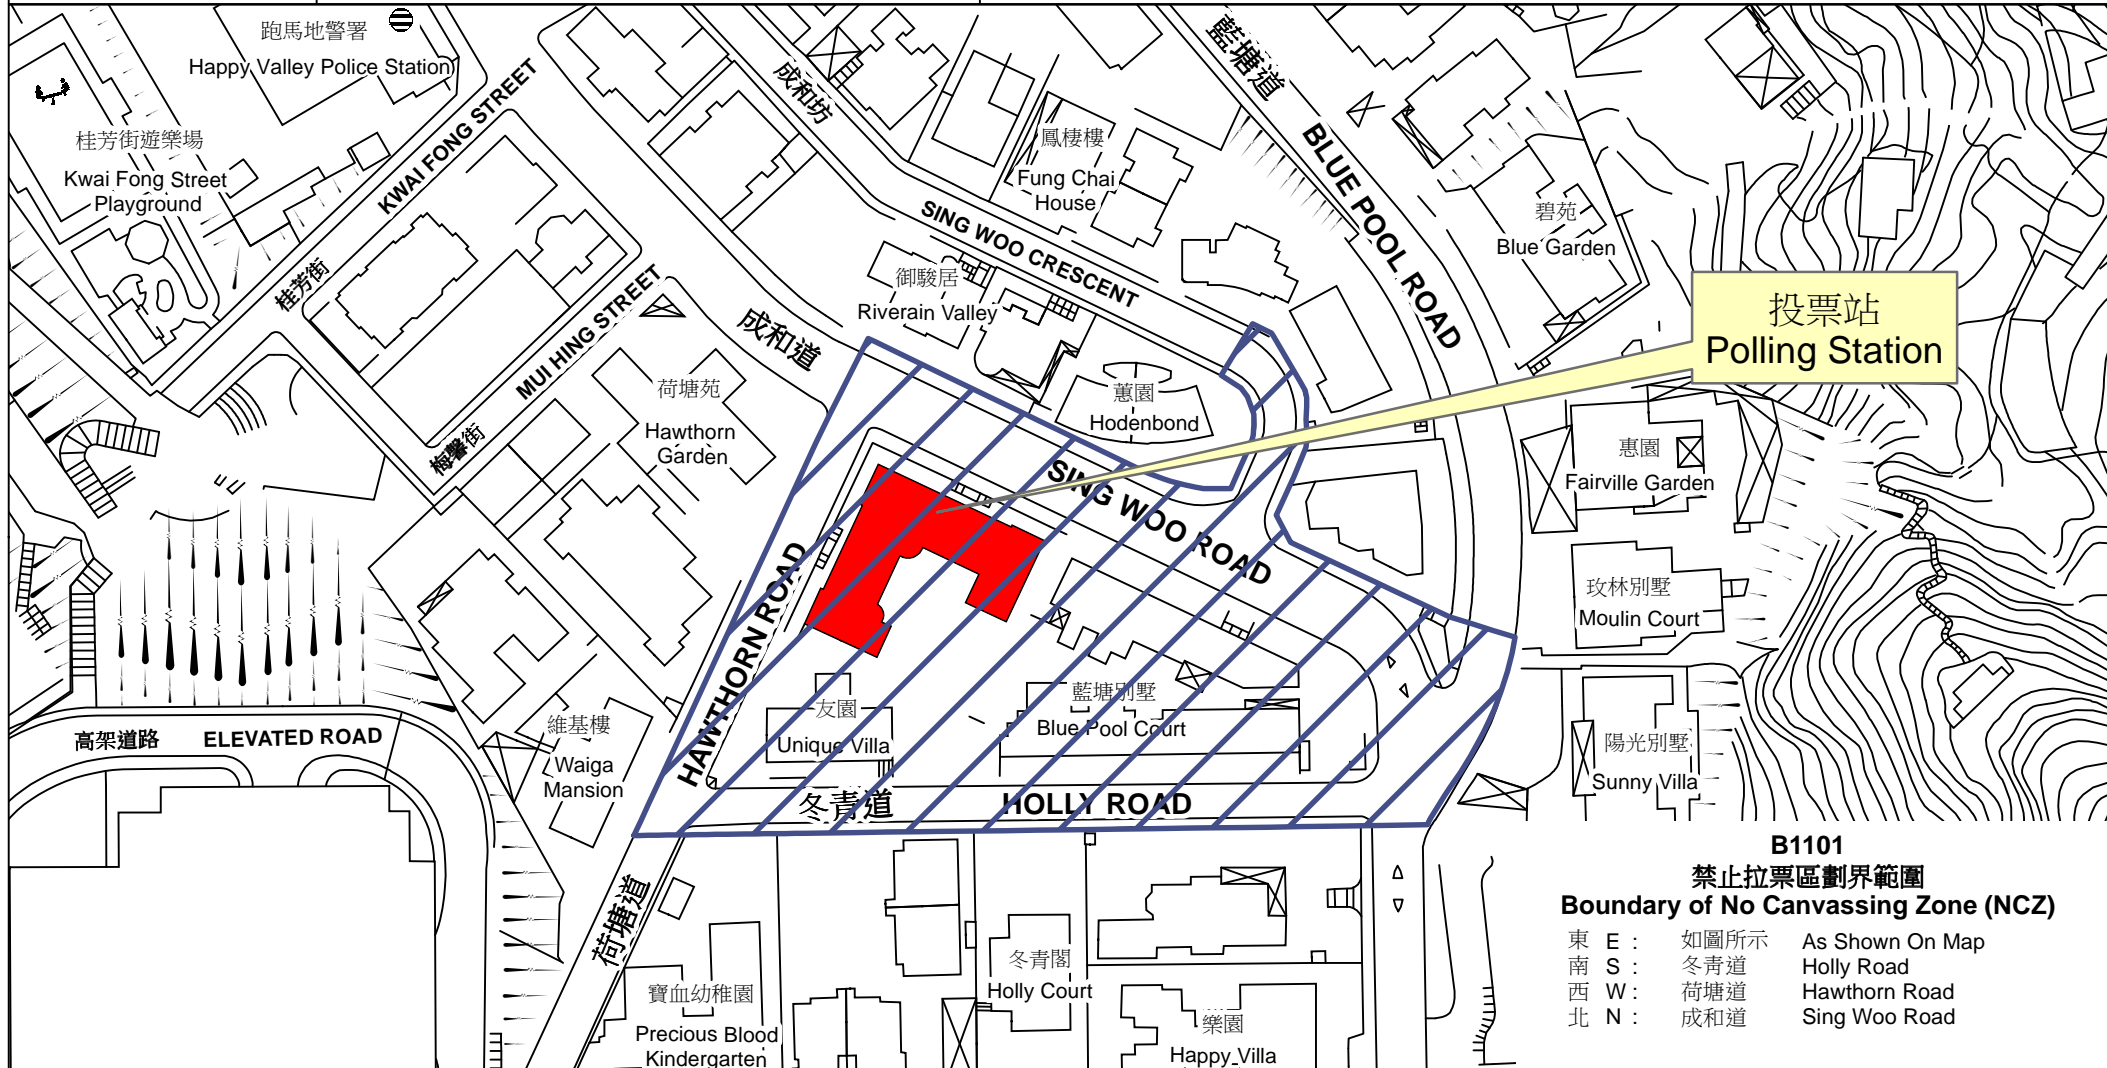 跑馬地警署
Happy Valley Police Station
桂芳街遊樂場
Kwai Fong Street
Playground
KWAI FONG STREET
桂芳街
MUI HING STREET
梅馨街
成和坊
SING WOO CRESCENT
藍塘道
BLUE POOL ROAD
鳳棲樓
Fung Chai
House
碧苑
Blue Garden
御駿居
Riverain Valley
成和道
SING WOO ROAD
荷塘苑
Hawthorn
Garden
蕙園
Hodenbond
投票站
Polling Station
惠園
Fairville Garden
玫林別墅
Moulin Court
陽光別墅
Sunny Villa
HAWTHORN ROAD
荷塘道
友園
Unique Villa
藍塘別墅
Blue Pool Court
冬青道
HOLLY ROAD
高架道路 ELEVATED ROAD
維基樓
Waiga
Mansion
寶血幼稚園
Precious Blood
Kindergarten
冬青閣
Holly Court
樂園
Happy Villa
B1101
禁止拉票區劃界範圍
Boundary of No Canvassing Zone (NCZ)
東 E : 如圖所示 As Shown On Map
南 S : 冬青道 Holly Road
西 W : 荷塘道 Hawthorn Road
北 N : 成和道 Sing Woo Road